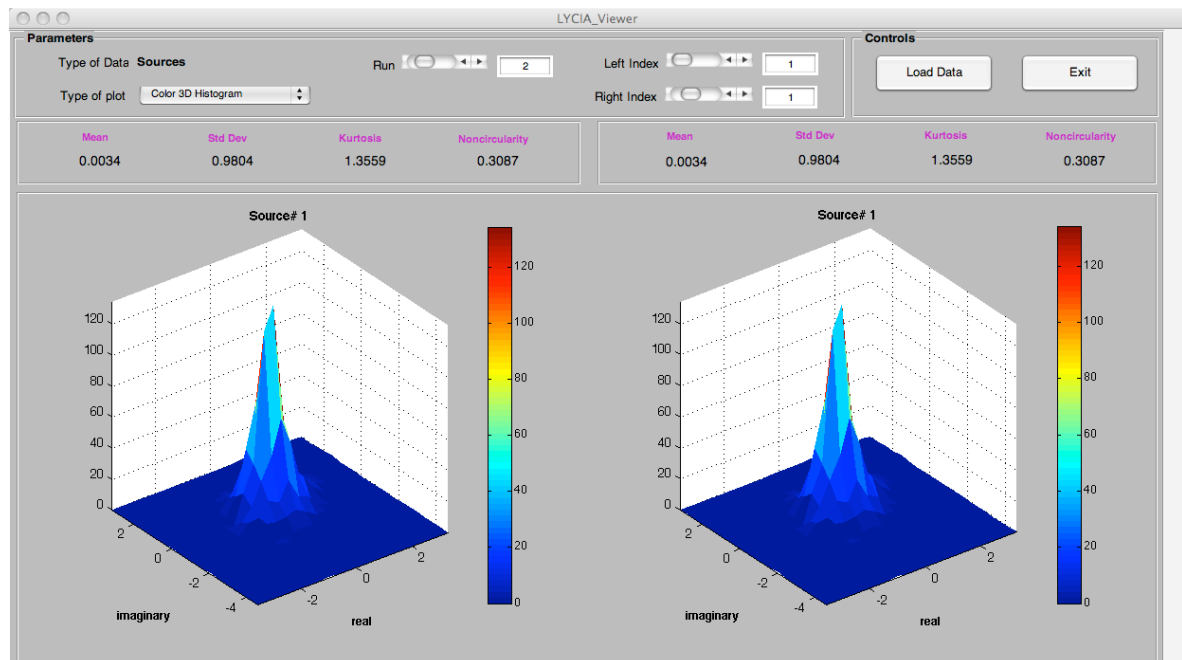 LYCIA_Viewer
Parameters
Controls
Type of Data Sources
Run 2
Left Index 1
Load Data
Exit
Type of plot Color 3D Histogram
Right Index 1
Mean Std Dev Kurtosis Noncircularity
0.0034 0.9804 1.3559 0.3087
Mean Std Dev Kurtosis Noncircularity
0.0034 0.9804 1.3559 0.3087
Source# 1
120
100
80
60
40
20
0
2
0
-2
-4
imaginary
-2
0
2
real
120
100
80
60
40
20
0
Source# 1
120
100
80
60
40
20
0
2
0
-2
-4
imaginary
-2
0
2
real
120
100
80
60
40
20
0